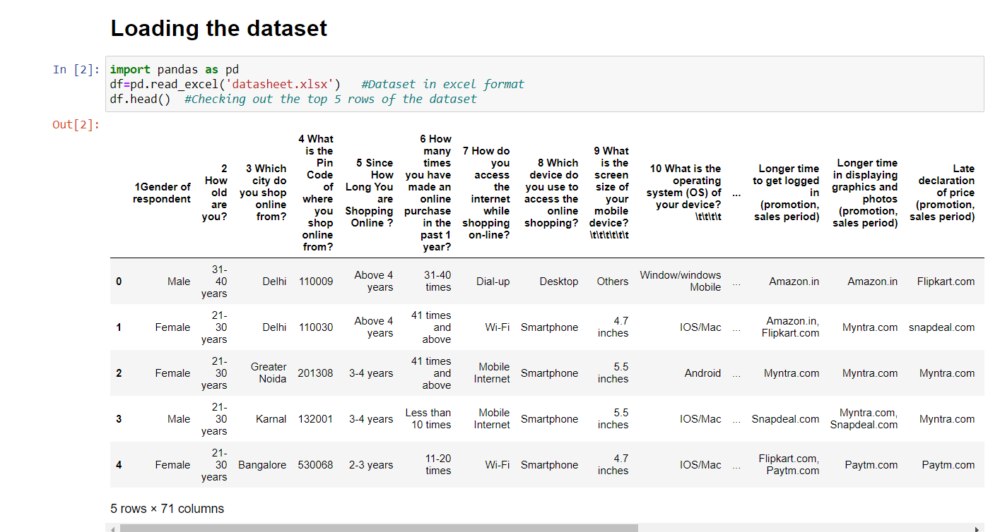 Loading the dataset
In [2]: import pandas as pd
df=pd.read_excel('datasheet.xlsx')   #Dataset in excel format
df.head()  #Checking out the top 5 rows of the dataset
Out[2]:
1Gender of respondent | 2 How old are you? | 3 Which city do you shop online from? | 4 What is the Pin Code of where you shop online from? | 5 Since How Long You are Shopping Online ? | 6 How many times you have made an online purchase in the past 1 year? | 7 How do you access the internet while shopping on-line? | 8 Which device do you use to access the online shopping? | 9 What is the screen size of your mobile device? \t\t\t\t\t\t | 10 What is the operating system (OS) of your device? \t\t\t\t | ... | Longer time to get logged in (promotion, sales period) | Longer time in displaying graphics and photos (promotion, sales period) | Late declaration of price (promotion, sales period)
0 | Male | 31-40 years | Delhi | 110009 | Above 4 years | 31-40 times | Dial-up | Desktop | Others | Window/windows Mobile | ... | Amazon.in | Amazon.in | Flipkart.com
1 | Female | 21-30 years | Delhi | 110030 | Above 4 years | 41 times and above | Wi-Fi | Smartphone | 4.7 inches | IOS/Mac | ... | Amazon.in, Flipkart.com | Myntra.com | snapdeal.com
2 | Female | 21-30 years | Greater Noida | 201308 | 3-4 years | 41 times and above | Mobile Internet | Smartphone | 5.5 inches | Android | ... | Myntra.com | Myntra.com | Myntra.com
3 | Male | 21-30 years | Karnal | 132001 | 3-4 years | Less than 10 times | Mobile Internet | Smartphone | 5.5 inches | IOS/Mac | ... | Snapdeal.com | Myntra.com, Snapdeal.com | Myntra.com
4 | Female | 21-30 years | Bangalore | 530068 | 2-3 years | 11-20 times | Wi-Fi | Smartphone | 4.7 inches | IOS/Mac | ... | Flipkart.com, Paytm.com | Paytm.com | Paytm.com
5 rows × 71 columns